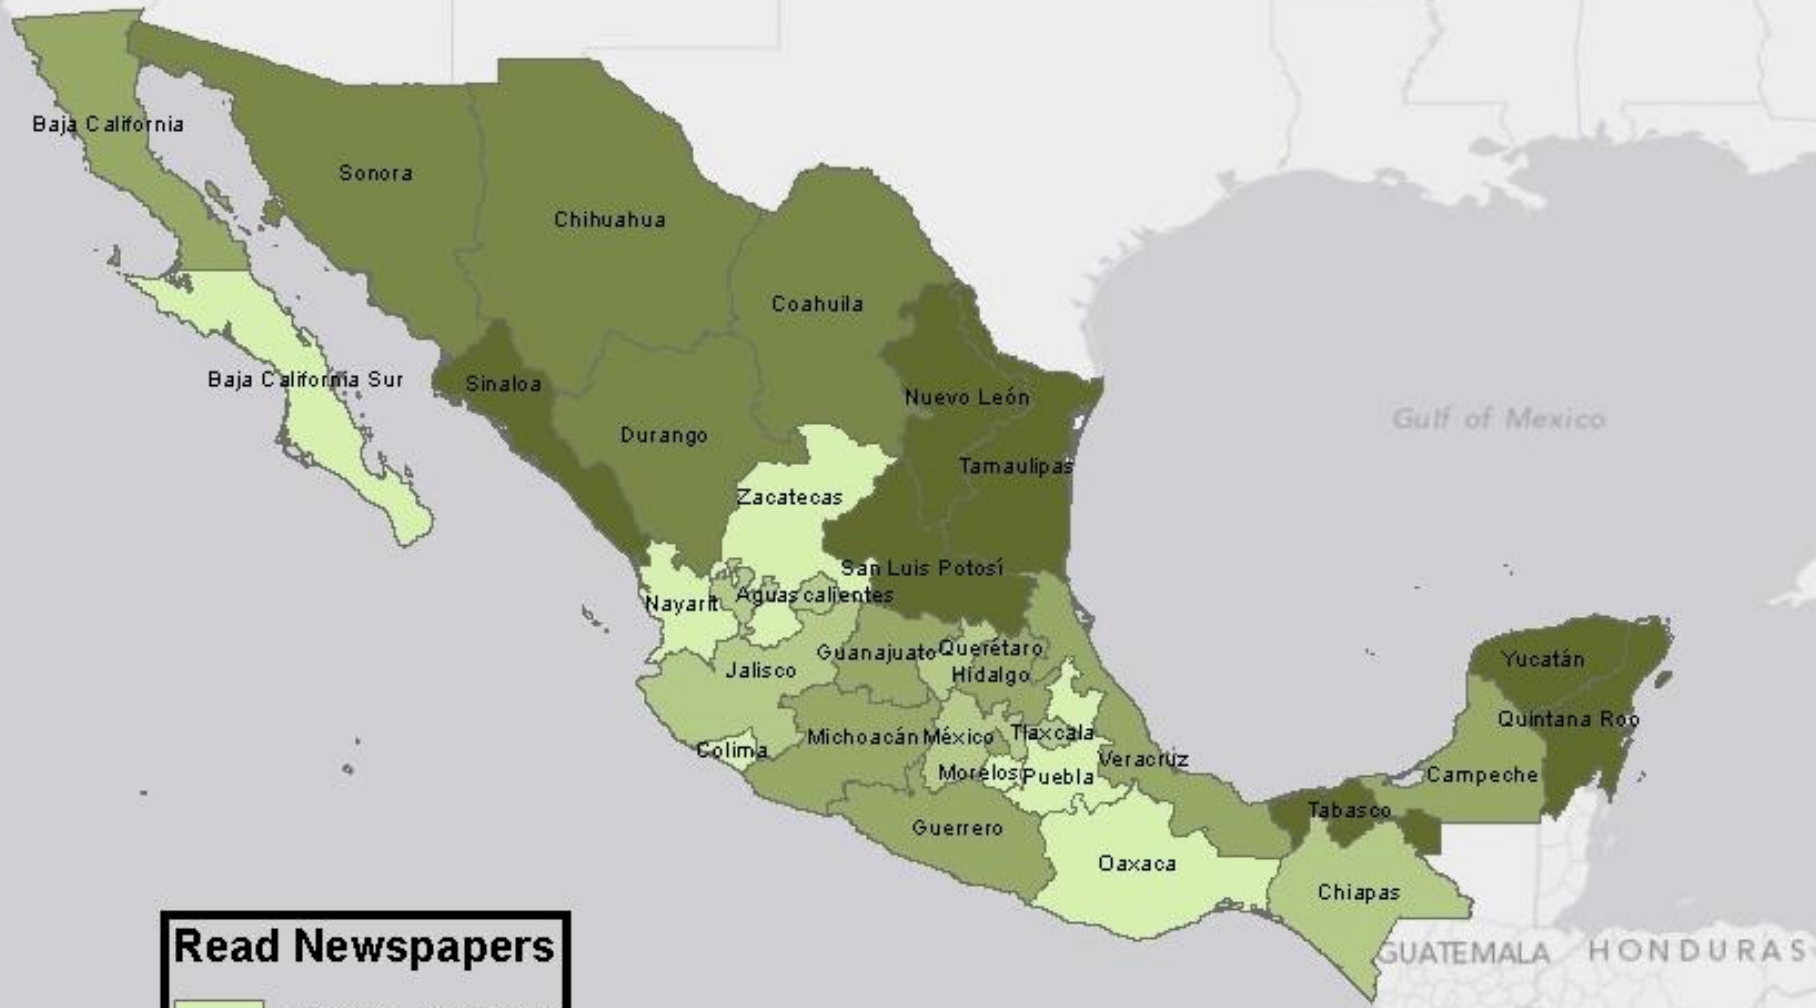 Baja California
Sonora
Chihuahua
Coahuila
Baja California Sur
Sinaloa
Nuevo León
Gulf of Mexico
Durango
Tamaulipas
Zacatecas
San Luis Potosí
Nayarit
Aguascalientes
Guanajuato
Querétaro
Jalisco
Hidalgo
Yucatán
Quintana Roo
Colima
Michoacán
México
Tlaxcala
Veracruz
Morelos
Puebla
Campeche
Tabasco
Guerrero
Oaxaca
Chiapas
Read Newspapers
GUATEMALA
HONDURAS